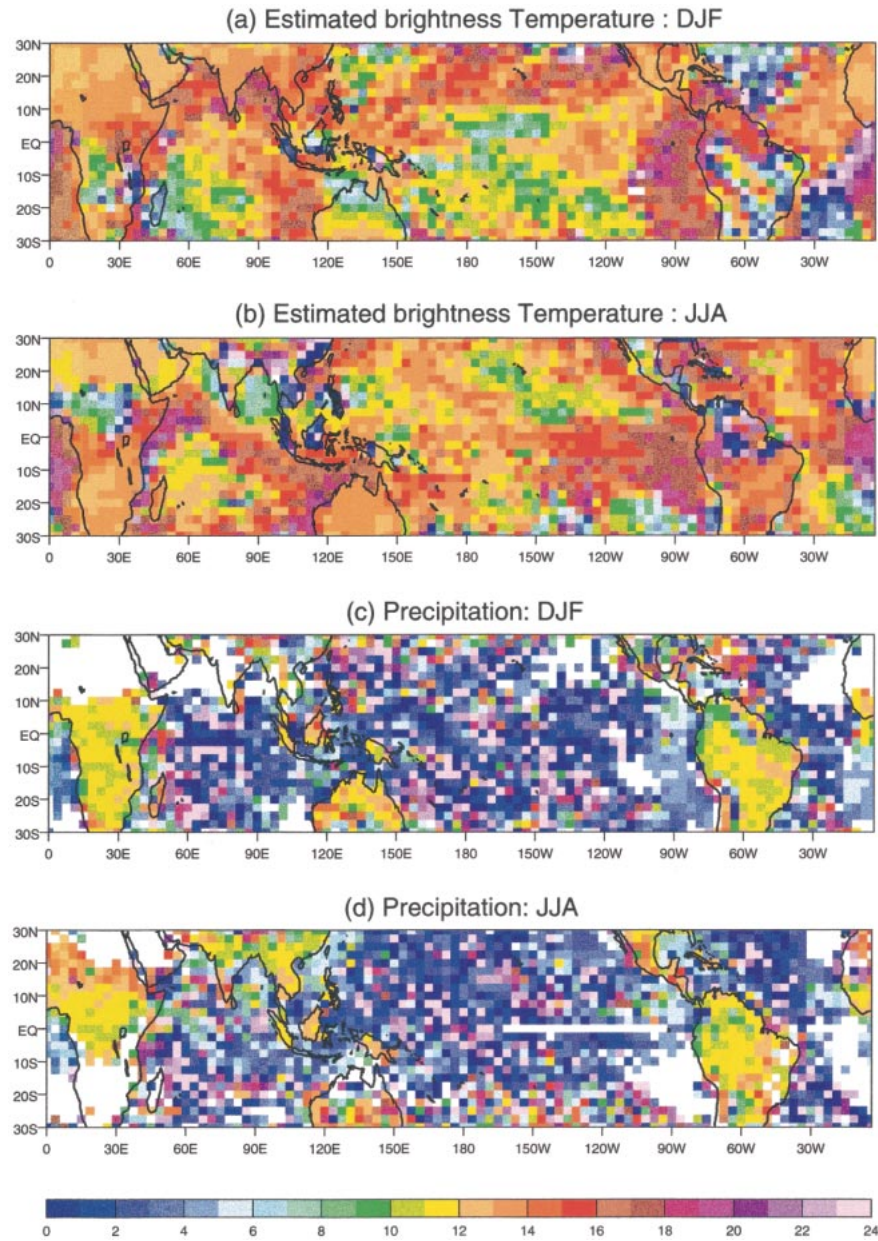 (a) Estimated brightness Temperature : DJF
30N
20N
10N
EQ
10S
20S
30S
0 30E 60E 90E 120E 150E 180 150W 120W 90W 60W 30W
(b) Estimated brightness Temperature : JJA
30N
20N
10N
EQ
10S
20S
30S
0 30E 60E 90E 120E 150E 180 150W 120W 90W 60W 30W
(c) Precipitation: DJF
30N
20N
10N
EQ
10S
20S
30S
0 30E 60E 90E 120E 150E 180 150W 120W 90W 60W 30W
(d) Precipitation: JJA
30N
20N
10N
EQ
10S
20S
30S
0 30E 60E 90E 120E 150E 180 150W 120W 90W 60W 30W
0 2 4 6 8 10 12 14 16 18 20 22 24